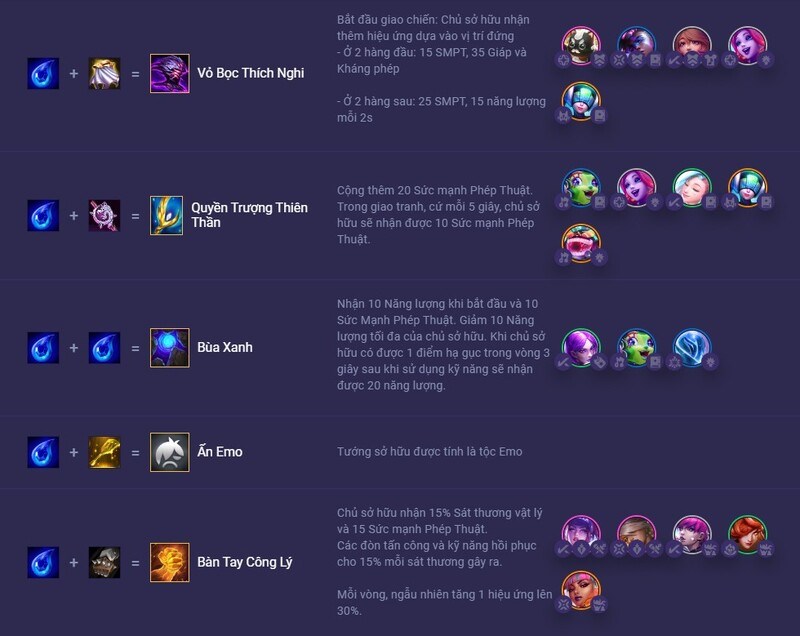 Bắt đầu giao chiến: Chủ sở hữu nhận
thêm hiệu ứng dựa vào vị trí đứng
- Ở 2 hàng đầu: 15 SMPT, 35 Giáp và
Kháng phép
+
=
Vỏ Bọc Thích Nghi
- Ở 2 hàng sau: 25 SMPT, 15 năng lượng
mỗi 2s
+
=
Quyền Trượng Thiên
Thần
Cộng thêm 20 Sức mạnh Phép Thuật.
Trong giao tranh, cứ mỗi 5 giây, chủ sở
hữu sẽ nhận được 10 Sức mạnh Phép
Thuật.
+
=
Bùa Xanh
Nhận 10 Năng lượng khi bắt đầu và 10
Sức Mạnh Phép Thuật. Giảm 10 Năng
lượng tối đa của chủ sở hữu. Khi chủ sở
hữu có được 1 điểm hạ gục trong vòng 3
giây sau khi sử dụng kỹ năng sẽ nhận
được 20 năng lượng.
+
=
Ấn Emo
Tướng sở hữu được tính là tộc Emo
+
=
Bàn Tay Công Lý
Chủ sở hữu nhận 15% Sát thương vật lý
và 15 Sức mạnh Phép Thuật.
Các đòn tấn công và kỹ năng hồi phục
cho 15% mỗi sát thương gây ra.
Mỗi vòng, ngẫu nhiên tăng 1 hiệu ứng lên
30%.